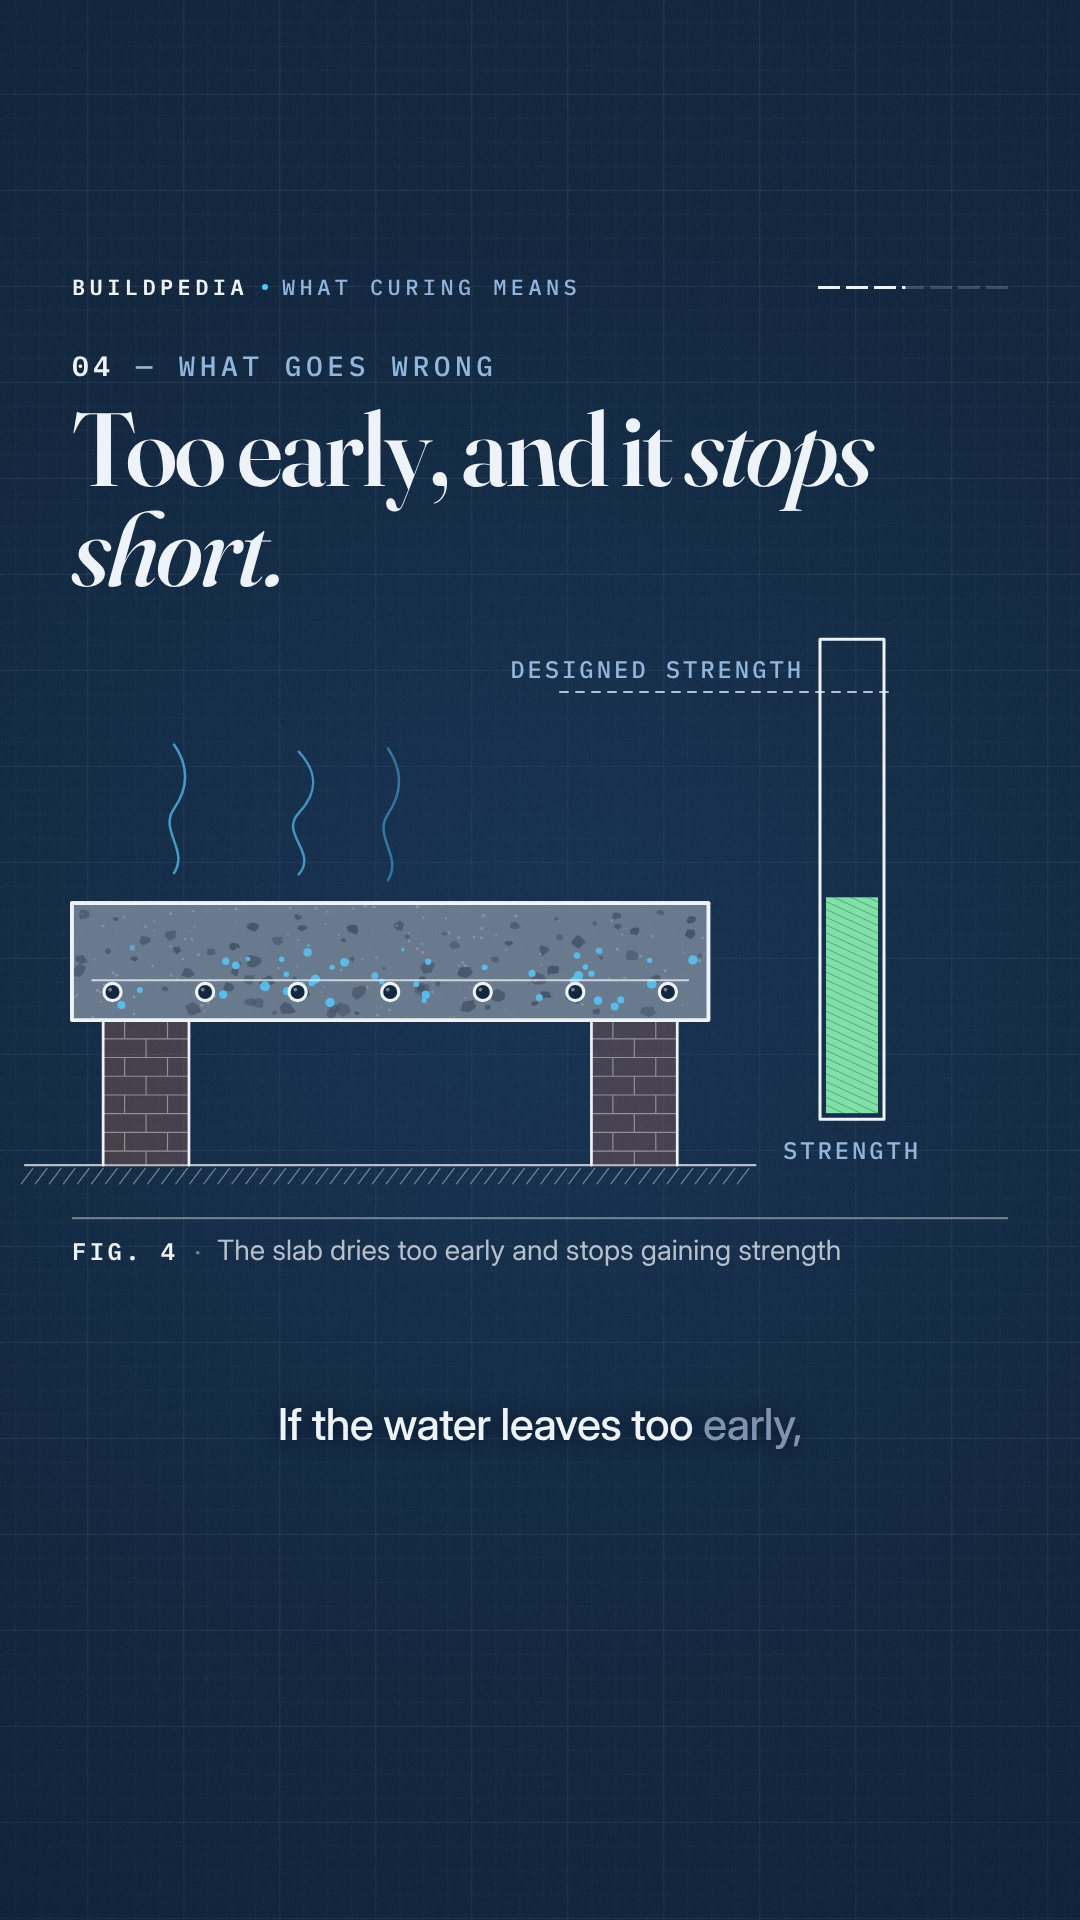 BUILDPEDIA • WHAT CURING MEANS
04 — WHAT GOES WRONG
Too early, and it stops
short.
DESIGNED STRENGTH
STRENGTH
FIG. 4 · The slab dries too early and stops gaining strength
If the water leaves too early,